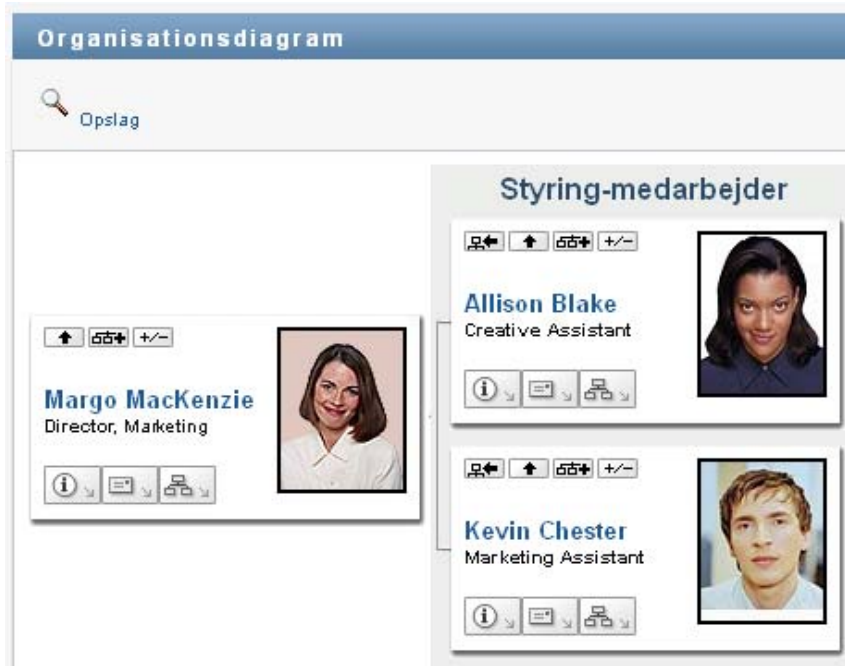 Organisationsdiagram
Opslag
Styring-medarbejder
Margo MacKenzie
Director, Marketing
Allison Blake
Creative Assistant
Kevin Chester
Marketing Assistant